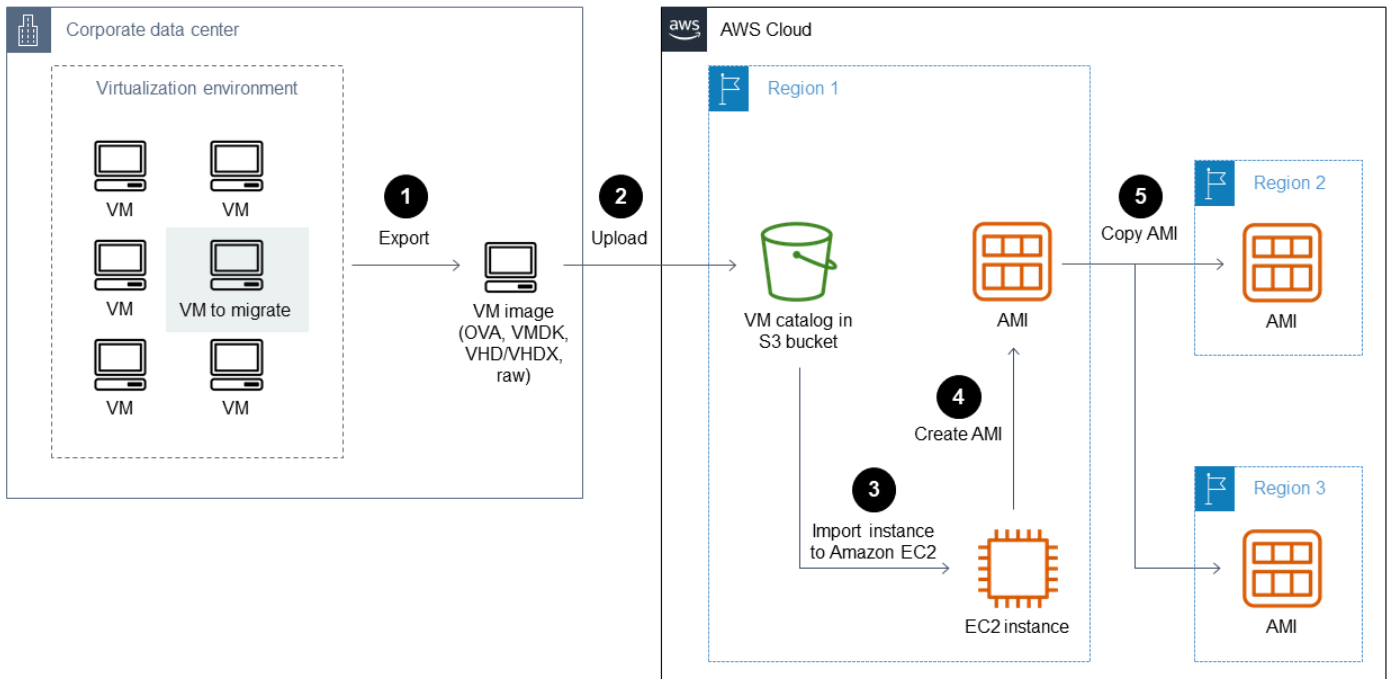 Corporate data center
Virtualization environment
VM
VM
VM
VM to migrate
VM
VM
1
Export
VM image
(OVA, VMDK,
VHD/VHDX,
raw)
2
Upload
aws
AWS Cloud
Region 1
VM catalog in
S3 bucket
3
Import instance
to Amazon EC2
EC2 instance
4
Create AMI
AMI
5
Copy AMI
Region 2
AMI
Region 3
AMI